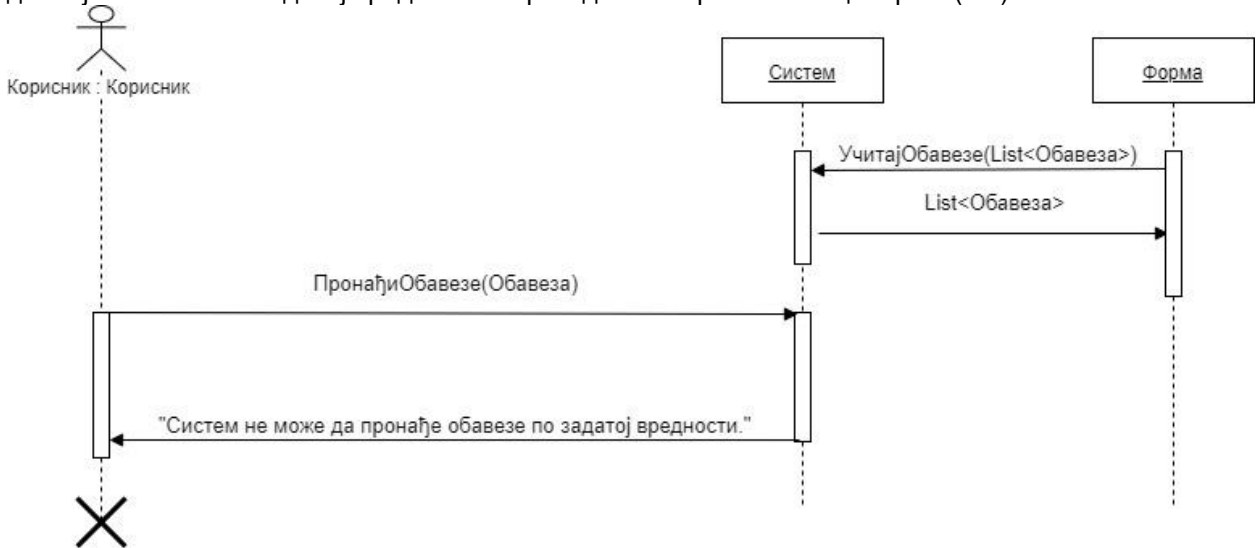 Корисник : Корисник
Систем
Форма
УчитајОбавезе(List<Обавеза>)
List<Обавеза>
ПронађиОбавезе(Обавеза)
"Систем не може да пронађе обавезе по задатој вредности."